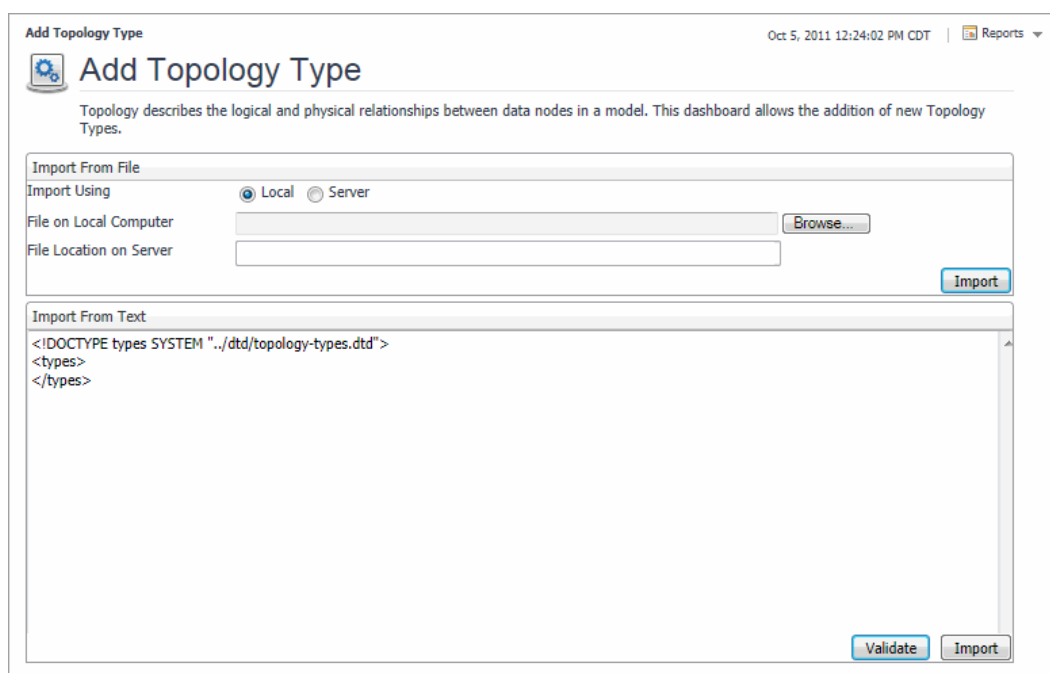 Add Topology Type
Oct 5, 2011 12:24:02 PM CDT | Reports
Add Topology Type
Topology describes the logical and physical relationships between data nodes in a model. This dashboard allows the addition of new Topology
Types.
Import From File
Import Using
Local Server
File on Local Computer
Browse...
File Location on Server
Import
Import From Text
<!DOCTYPE types SYSTEM "../dtd/topology-types.dtd">
<types>
</types>
Validate Import